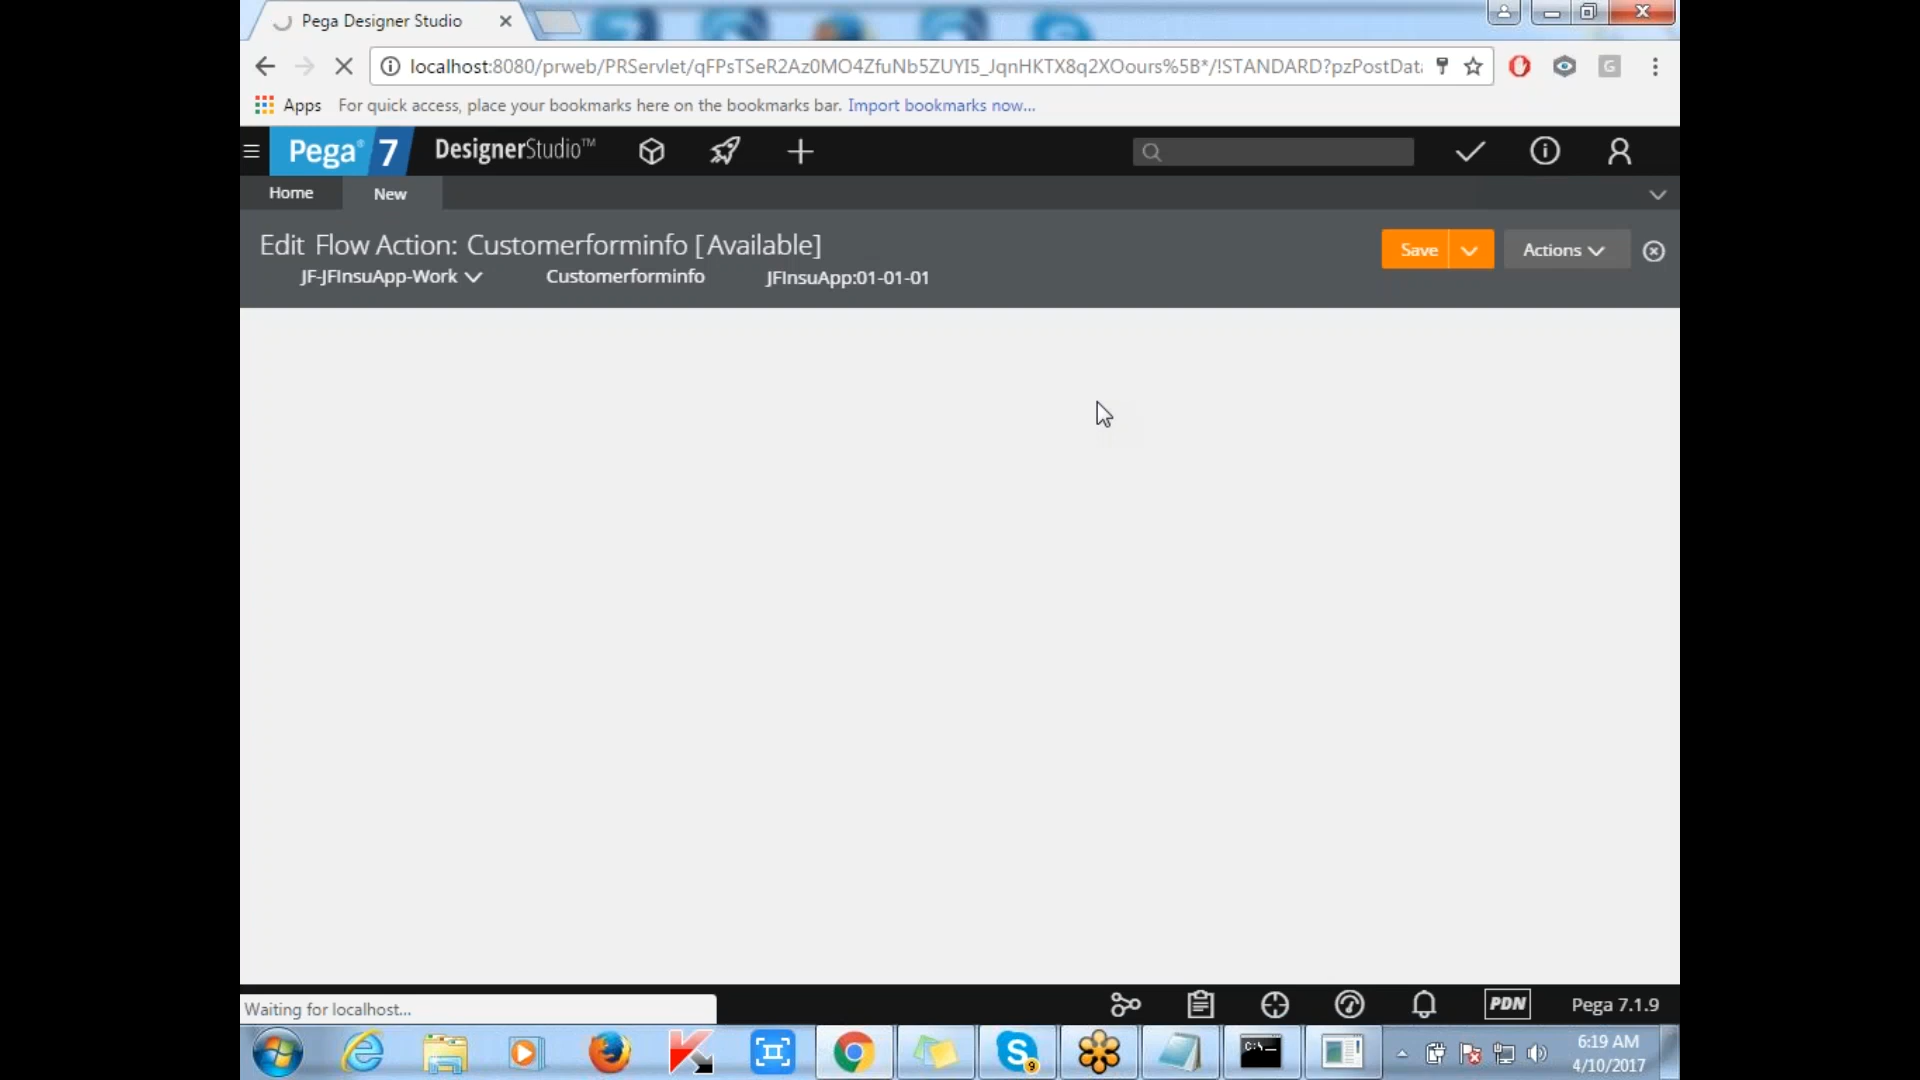 Pega Designer Studio
localhost:8080/prweb/PRServlet/qFPsTSeR2Az0MO4ZfuNb5ZUYI5_JqnHKTX8q2XOours%5B*/!STANDARD?pzPostData
G
Apps For quick access, place your bookmarks here on the bookmarks bar. Import bookmarks now...
Pega® 7 DesignerStudio™
Home New
Edit Flow Action: Customerforminfo [Available]
Save Actions
JF-JFInsuApp-Work Customerforminfo JFInsuApp:01-01-01
Waiting for localhost...
PDN Pega 7.1.9
S 9 C:\_
6:19 AM
4/10/2017